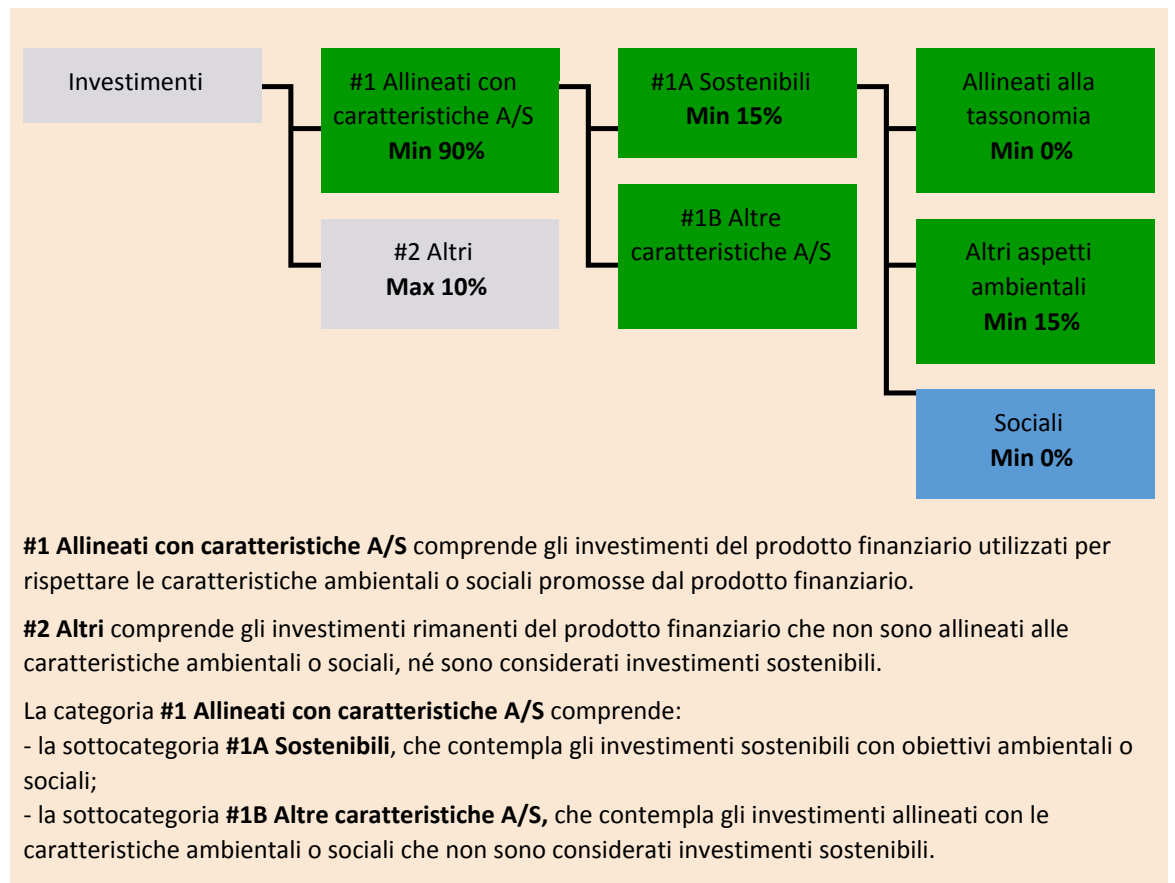 Investimenti
#1 Allineati con
caratteristiche A/S
Min 90%
#2 Altri
Max 10%
#1A Sostenibili
Min 15%
#1B Altre
caratteristiche A/S
Allineati alla
tassonomia
Min 0%
Altri aspetti
ambientali
Min 15%
Sociali
Min 0%
#1 Allineati con caratteristiche A/S comprende gli investimenti del prodotto finanziario utilizzati per
rispettare le caratteristiche ambientali o sociali promosse dal prodotto finanziario.
#2 Altri comprende gli investimenti rimanenti del prodotto finanziario che non sono allineati alle
caratteristiche ambientali o sociali, né sono considerati investimenti sostenibili.
La categoria #1 Allineati con caratteristiche A/S comprende:
- la sottocategoria #1A Sostenibili, che contempla gli investimenti sostenibili con obiettivi ambientali o
sociali;
- la sottocategoria #1B Altre caratteristiche A/S, che contempla gli investimenti allineati con le
caratteristiche ambientali o sociali che non sono considerati investimenti sostenibili.